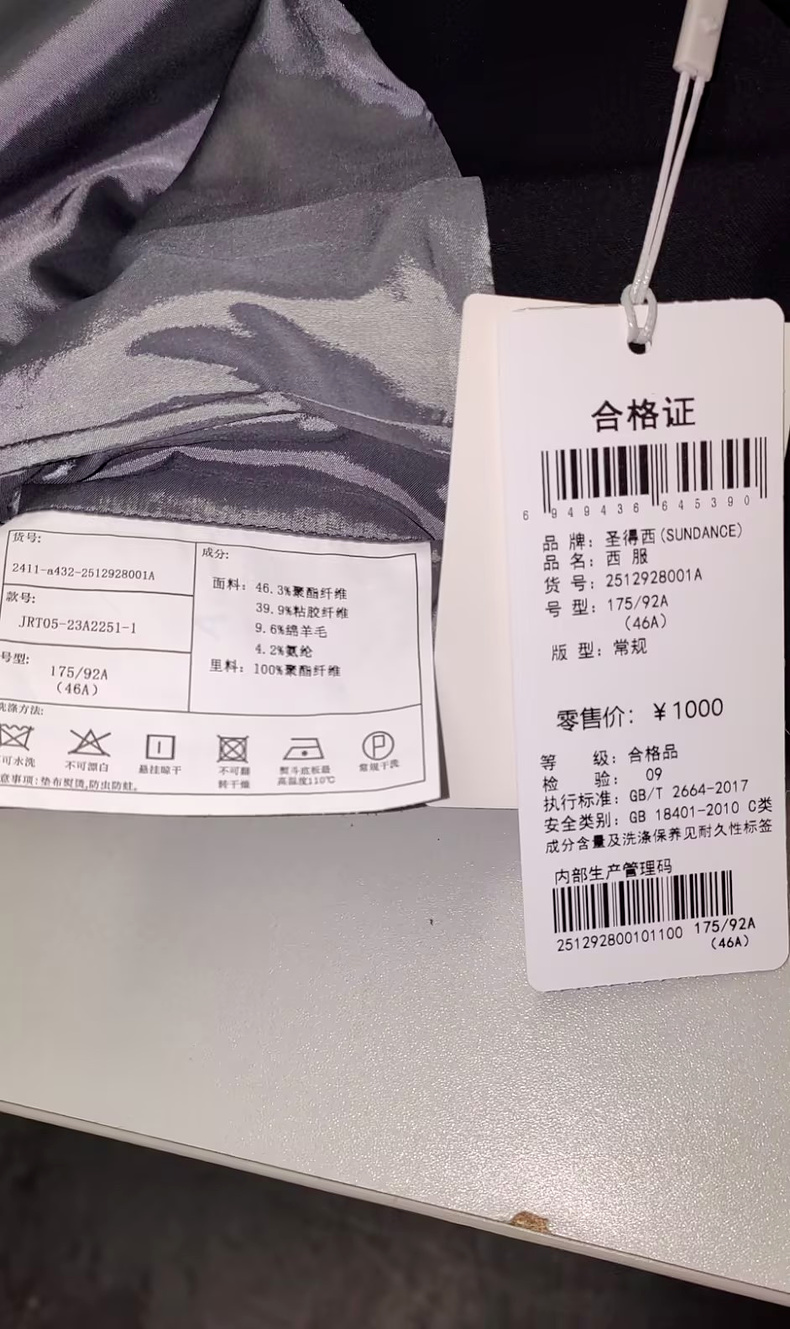 货号:
2411-a432-2512928001A
款号:
JRT05-23A2251-1
号型:
175/92A
(46A)
成分:
面料: 46.3%聚酯纤维
39.9%粘胶纤维
9.6%绵羊毛
4.2%氨纶
里料: 100%聚酯纤维
洗涤方法:
可水洗
不可漂白
悬挂晾干
不可翻
转干燥
熨斗底板最
高温度110℃
常规干洗
意事项:垫布熨烫,防虫防蛀。
合格证
6 949436 645390
品 牌: 圣得西(SUNDANCE)
品 名: 西 服
货 号: 2512928001A
号 型: 175/92A
(46A)
版 型: 常规
零售价: ¥1000
等 级: 合格品
检 验: 09
执行标准: GB/T 2664-2017
安全类别: GB 18401-2010 C类
成分含量及洗涤保养见耐久性标签
内部生产管理码
251292800101100 175/92A
(46A)